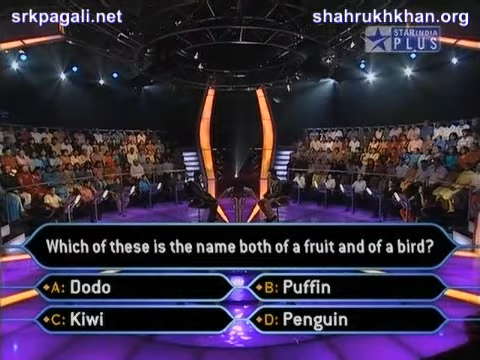 srkpagali.net
shahrukhkhan.org
STAR INDIA
PLUS
Which of these is the name both of a fruit and of a bird?
A: Dodo
B: Puffin
C: Kiwi
D: Penguin